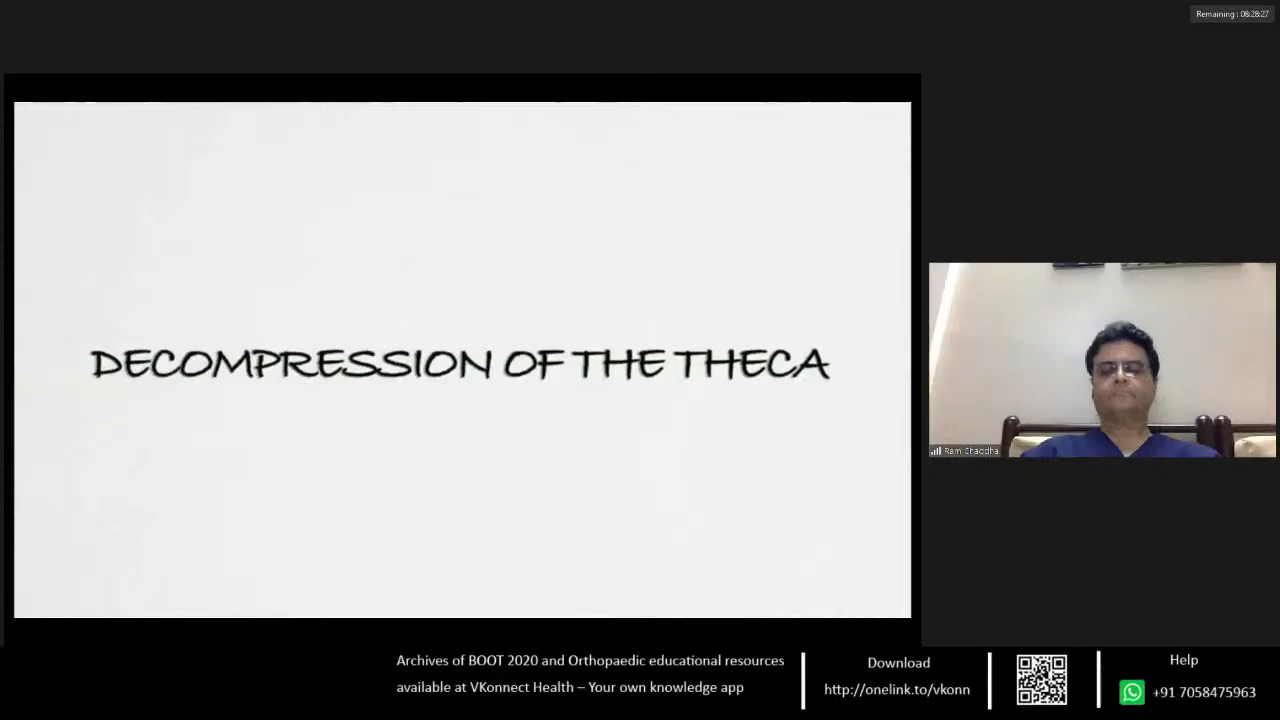 Remaining : 08:28:27
DECOMPRESSION OF THE THECA
Ram Chaddha
Archives of BOOT 2020 and Orthopaedic educational resources
available at VKonnect Health – Your own knowledge app
Download
http://onelink.to/vkonn
Help
+91 7058475963